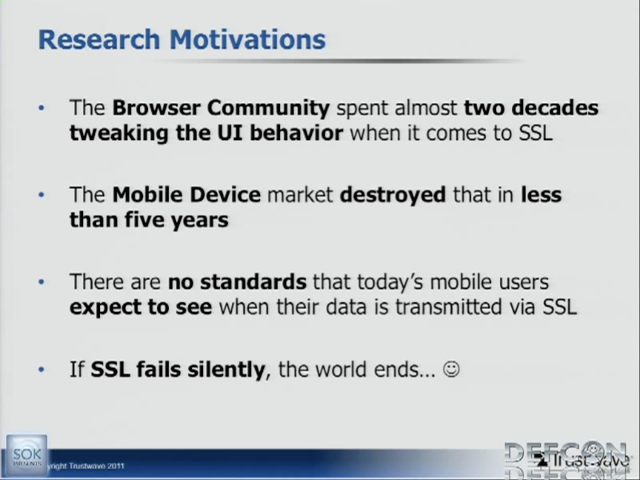 Research Motivations
• The Browser Community spent almost two decades
tweaking the UI behavior when it comes to SSL
• The Mobile Device market destroyed that in less
than five years
• There are no standards that today's mobile users
expect to see when their data is transmitted via SSL
• If SSL fails silently, the world ends... ☺
SOK
yright Trustwave 2011
DEFCON
Trustwave